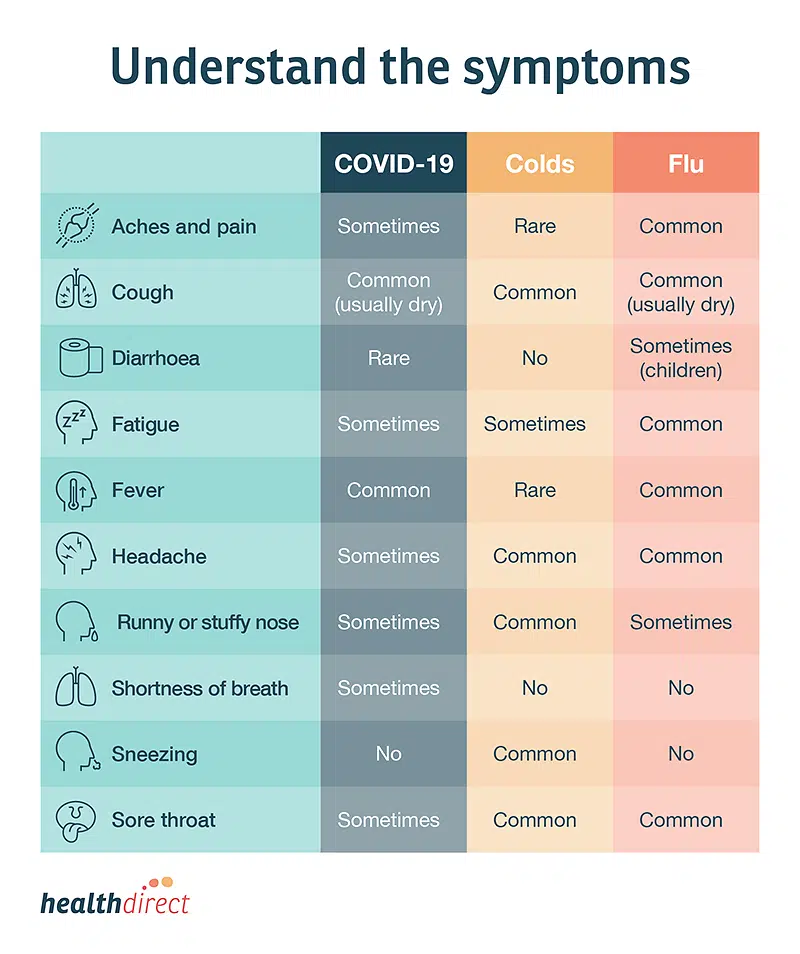 Understand the symptoms
COVID-19 Colds Flu
Aches and pain Sometimes Rare Common
Cough Common (usually dry) Common Common (usually dry)
Diarrhoea Rare No Sometimes (children)
zzz Fatigue Sometimes Sometimes Common
Fever Common Rare Common
Headache Sometimes Common Common
Runny or stuffy nose Sometimes Common Sometimes
Shortness of breath Sometimes No No
Sneezing No Common No
Sore throat Sometimes Common Common
healthdirect